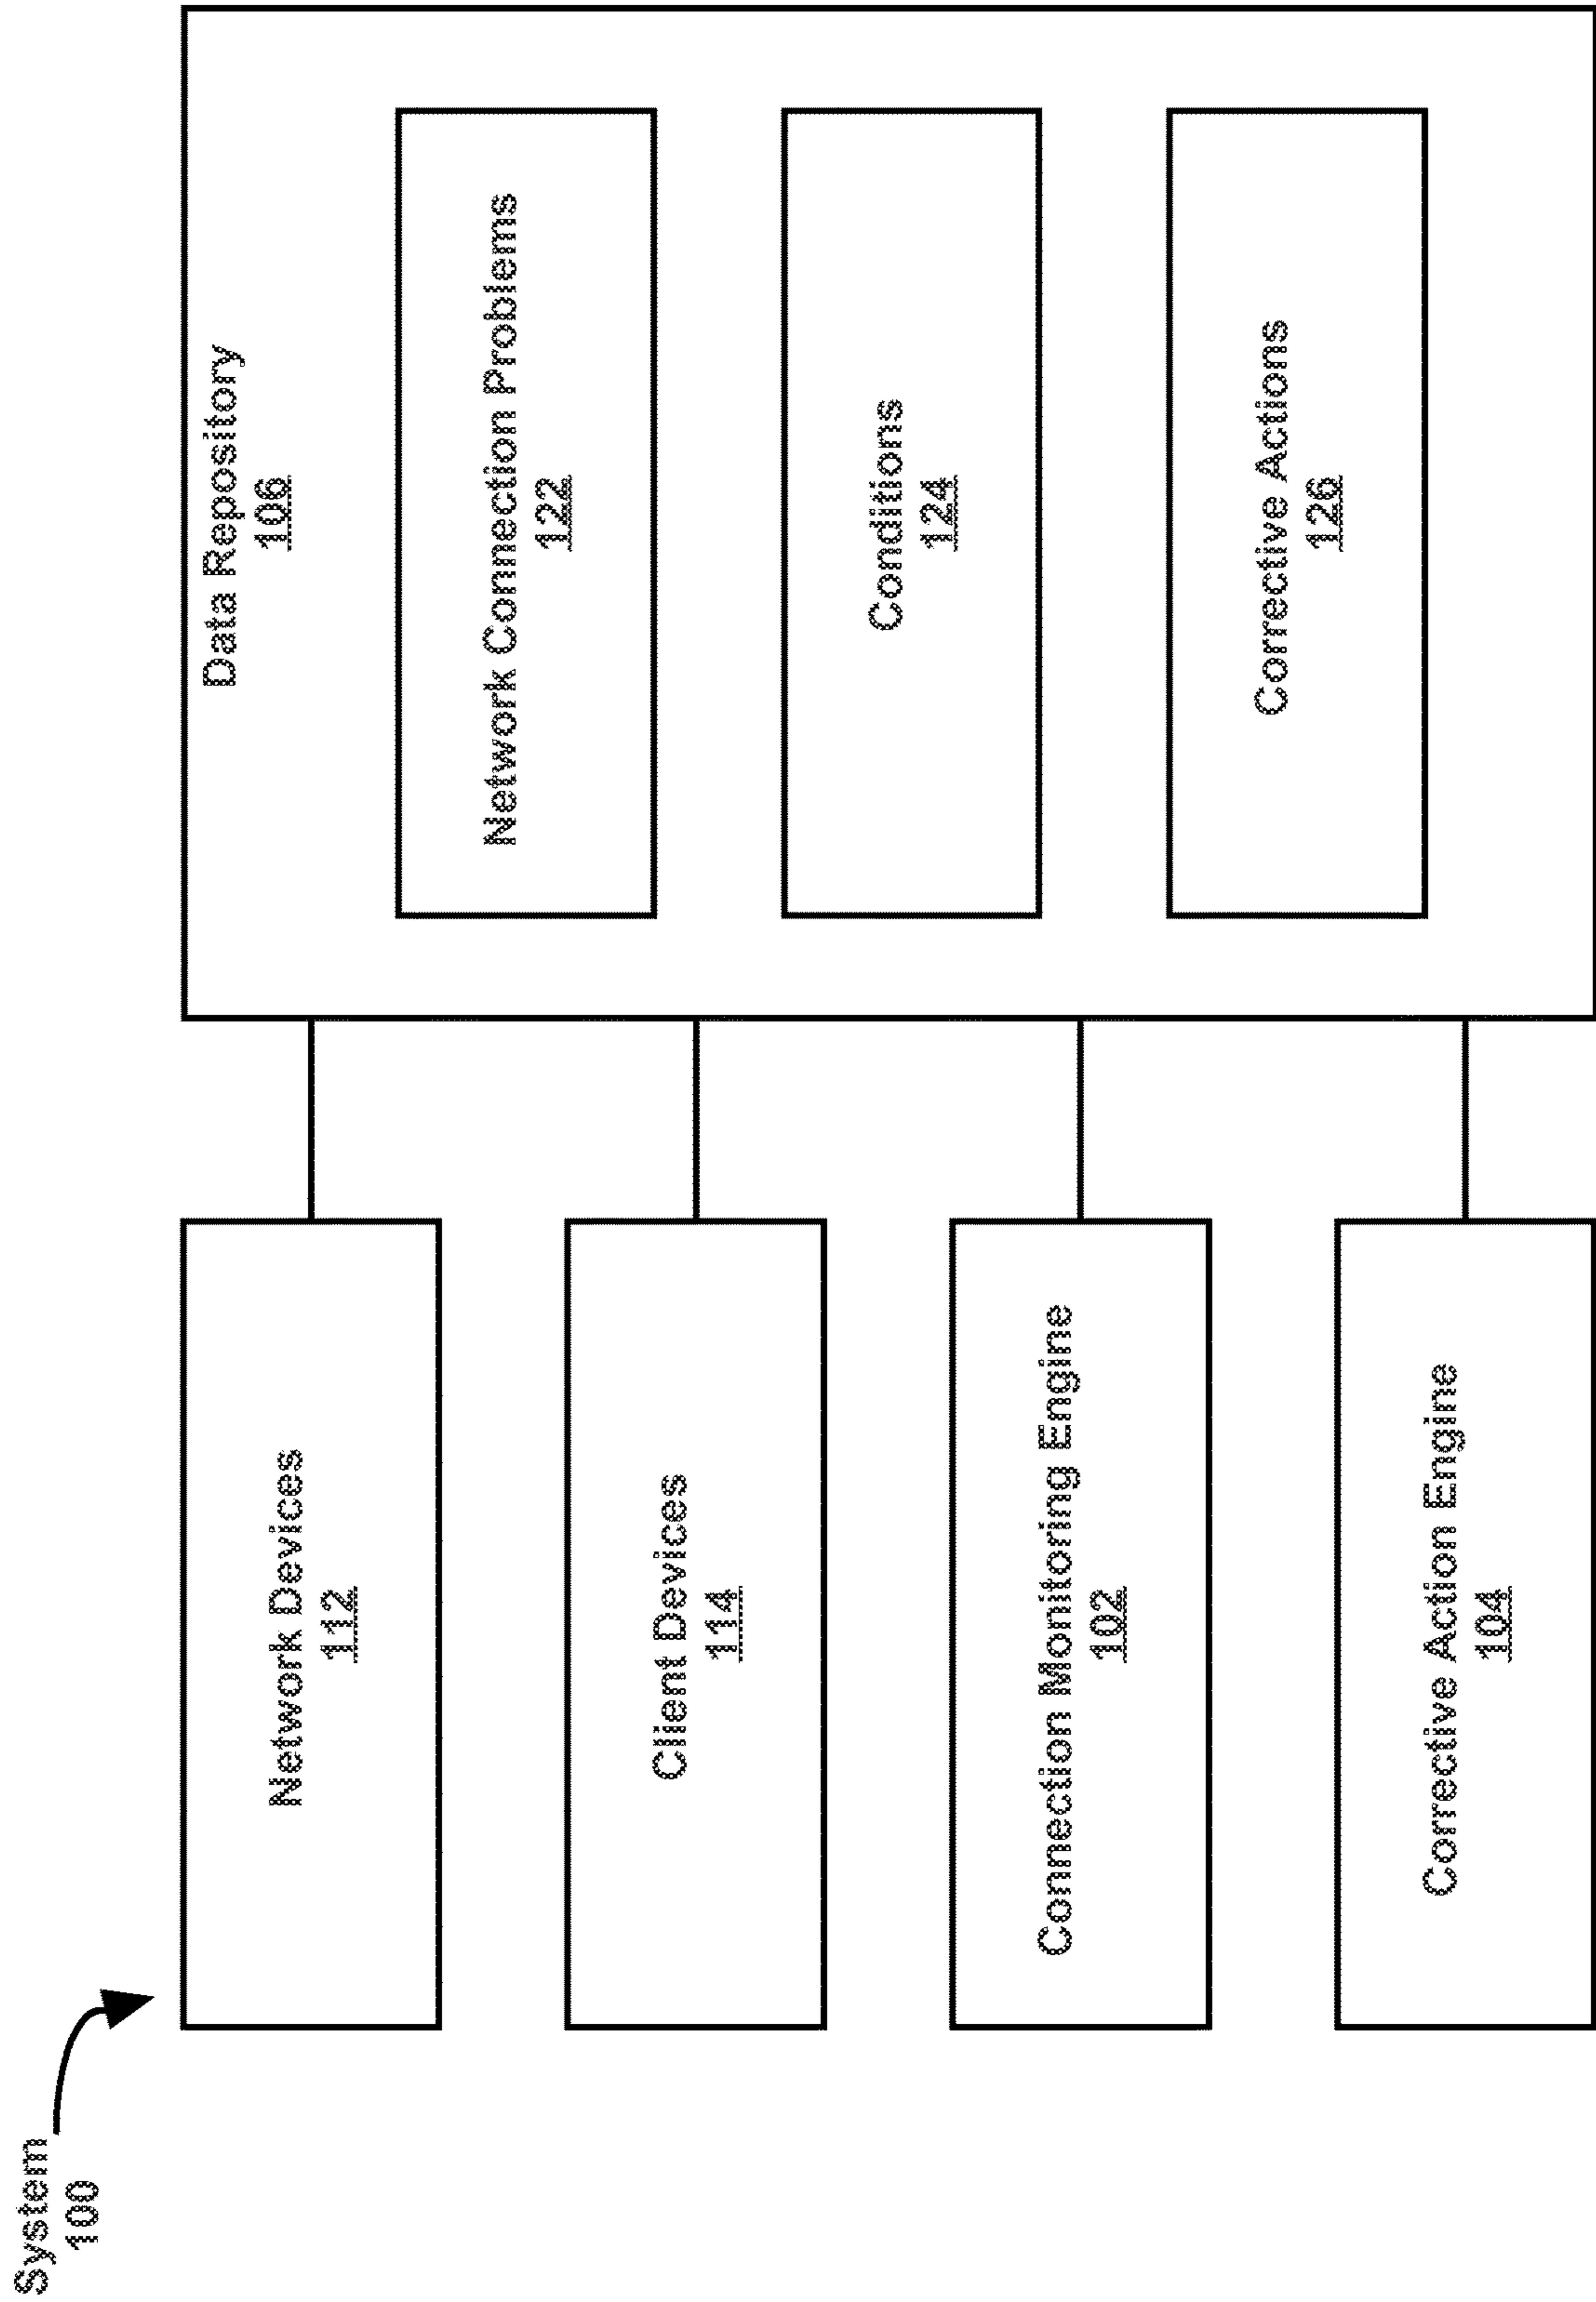 System
100
Network Devices
112
Client Devices
114
Connection Monitoring Engine
102
Corrective Action Engine
104
Data Repository
106
Network Connection Problems
122
Conditions
124
Corrective Actions
126